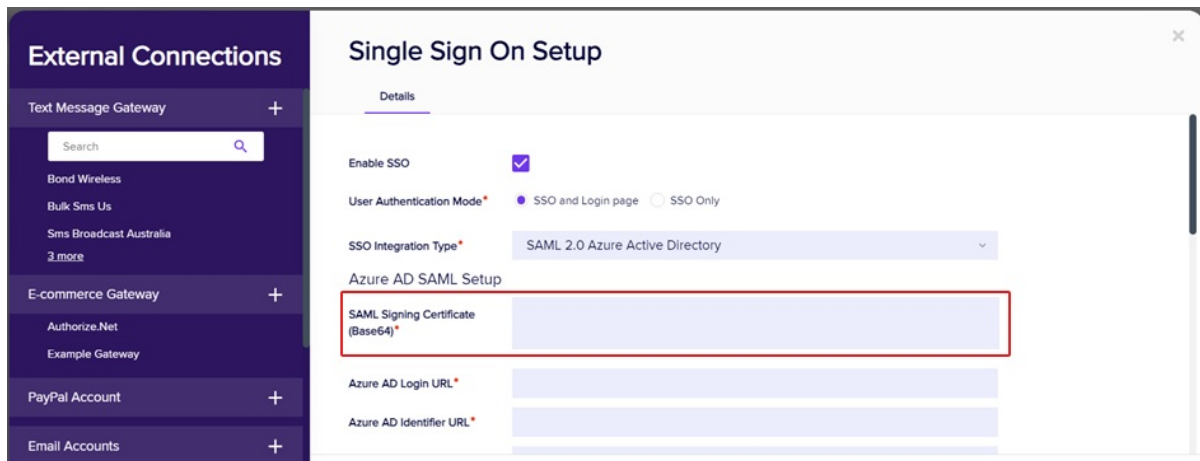 External Connections
Text Message Gateway +
Search
Bond Wireless
Bulk Sms Us
Sms Broadcast Australia
3 more
E-commerce Gateway +
Authorize.Net
Example Gateway
PayPal Account +
Email Accounts +
Single Sign On Setup
Details
Enable SSO
User Authentication Mode* SSO and Login page SSO Only
SSO Integration Type* SAML 2.0 Azure Active Directory
Azure AD SAML Setup
SAML Signing Certificate
(Base64)*
Azure AD Login URL*
Azure AD Identifier URL*